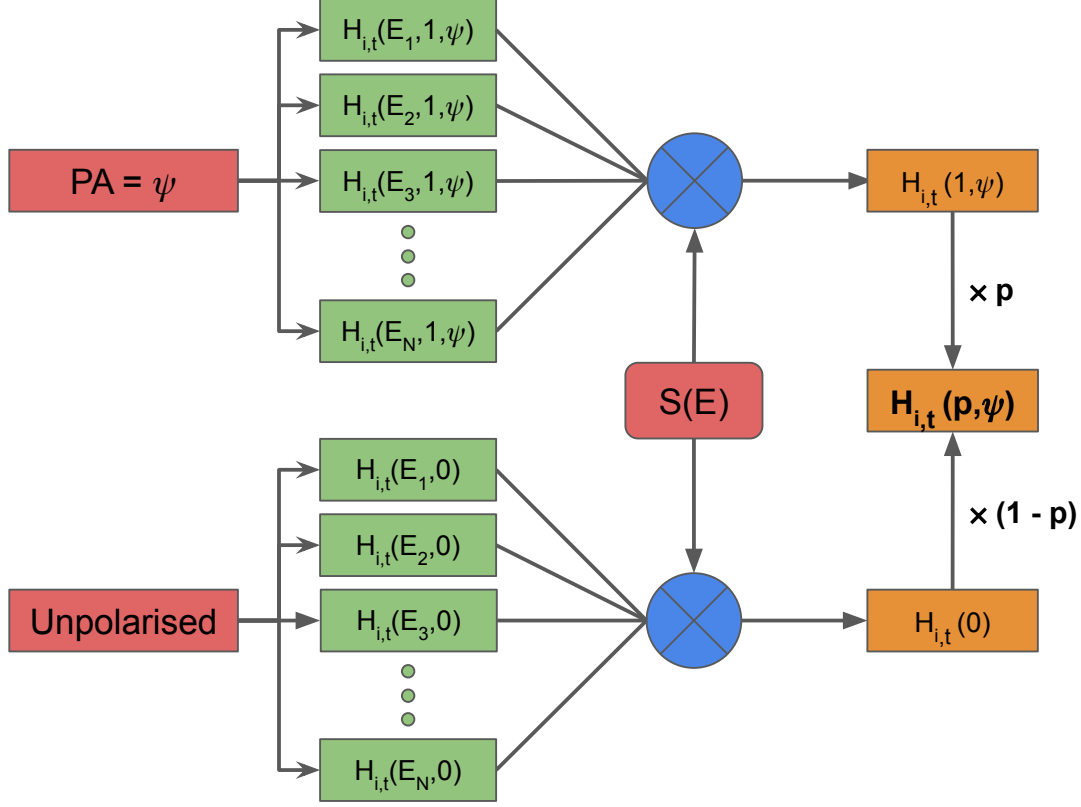 H_{i,t}(E_1,1,ψ)
H_{i,t}(E_2,1,ψ)
PA = ψ
H_{i,t}(E_3,1,ψ)
H_{i,t}(1,ψ)
× p
H_{i,t}(E_N,1,ψ)
S(E)
H_{i,t}(p,ψ)
H_{i,t}(E_1,0)
× (1 - p)
H_{i,t}(E_2,0)
Unpolarised
H_{i,t}(E_3,0)
H_{i,t}(0)
H_{i,t}(E_N,0)